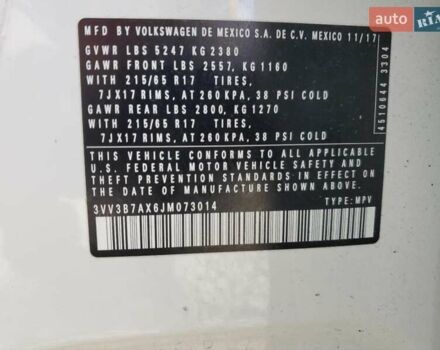 MFD BY VOLKSWAGEN DE MEXICO S.A. DE C.V. MEXICO 11/17
GVWR LBS 5247 KG 2380
GAWR FRONT LBS 2557, KG 1160
WITH 215/65 R17 TIRES,
7JX17 RIMS, AT 260 KPA, 38 PSI COLD
GAWR REAR LBS 2800, KG 1270
WITH 215/65 R17 TIRES,
7JX17 RIMS, AT 260 KPA, 38 PSI COLD
THIS VEHICLE CONFORMS TO ALL APPLICABLE
U.S. FEDERAL MOTOR VEHICLE SAFETY AND
THEFT PREVENTION STANDARDS IN EFFECT ON
THE DATE OF MANUFACTURE SHOWN ABOVE.
3VV3B7AX6JM073014
TYPE: MPV
4510644 3304
auto
RIA